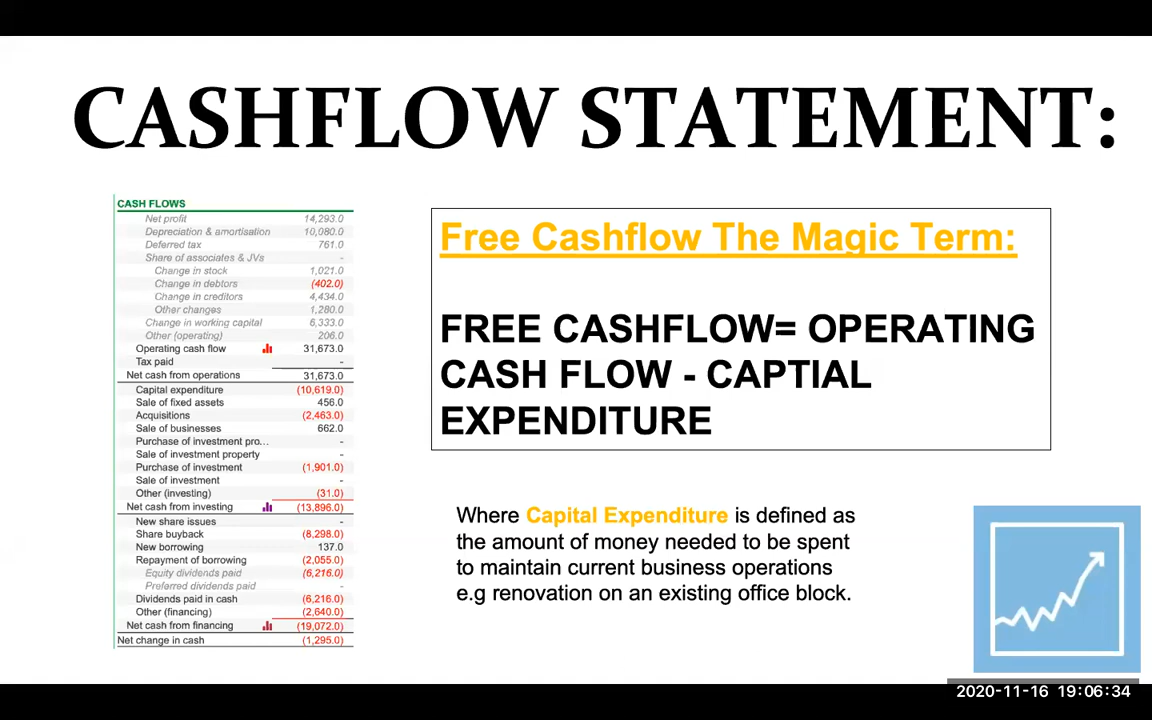 CASHFLOW STATEMENT:
CASH FLOWS
Net profit 14,293.0
Depreciation & amortisation 10,080.0
Deferred tax 761.0
Share of associates & JVs -
Change in stock 1,021.0
Change in debtors (402.0)
Change in creditors 4,434.0
Other changes 1,280.0
Change in working capital 6,333.0
Other (operating) 206.0
Operating cash flow 31,673.0
Tax paid -
Net cash from operations 31,673.0
Capital expenditure (10,619.0)
Sale of fixed assets 456.0
Acquisitions (2,463.0)
Sale of businesses 662.0
Purchase of investment pro... -
Sale of investment property -
Purchase of investment (1,901.0)
Sale of investment -
Other (investing) (31.0)
Net cash from investing (13,896.0)
New share issues -
Share buyback (8,298.0)
New borrowing 137.0
Repayment of borrowing (2,055.0)
Equity dividends paid (6,216.0)
Preferred dividends paid -
Dividends paid in cash (6,216.0)
Other (financing) (2,640.0)
Net cash from financing (19,072.0)
Net change in cash (1,295.0)
Free Cashflow The Magic Term:
FREE CASHFLOW= OPERATING
CASH FLOW - CAPTIAL
EXPENDITURE
Where Capital Expenditure is defined as
the amount of money needed to be spent
to maintain current business operations
e.g renovation on an existing office block.
2020-11-16 19:06:34